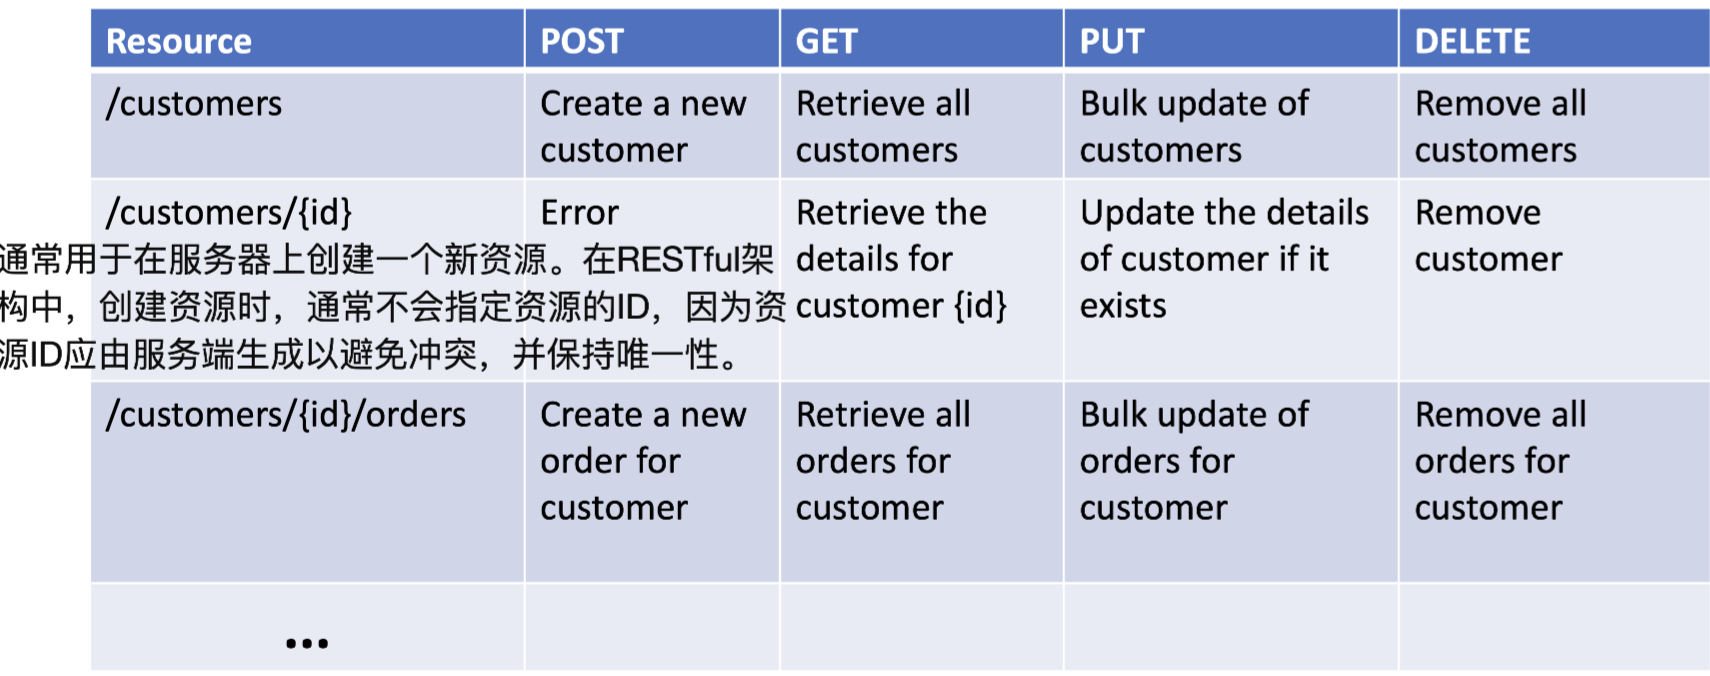 Resource POST GET PUT DELETE
/customers Create a new Retrieve all Bulk update of Remove all
customer customers customers customers
/customers/{id} Error Retrieve the Update the details Remove
通常用于在服务器上创建一个新资源。在RESTful架 details for of customer if it customer
构中，创建资源时，通常不会指定资源的ID，因为资 customer {id} exists
源ID应由服务端生成以避免冲突，并保持唯一性。
/customers/{id}/orders Create a new Retrieve all Bulk update of Remove all
order for orders for orders for orders for
customer customer customer customer
...